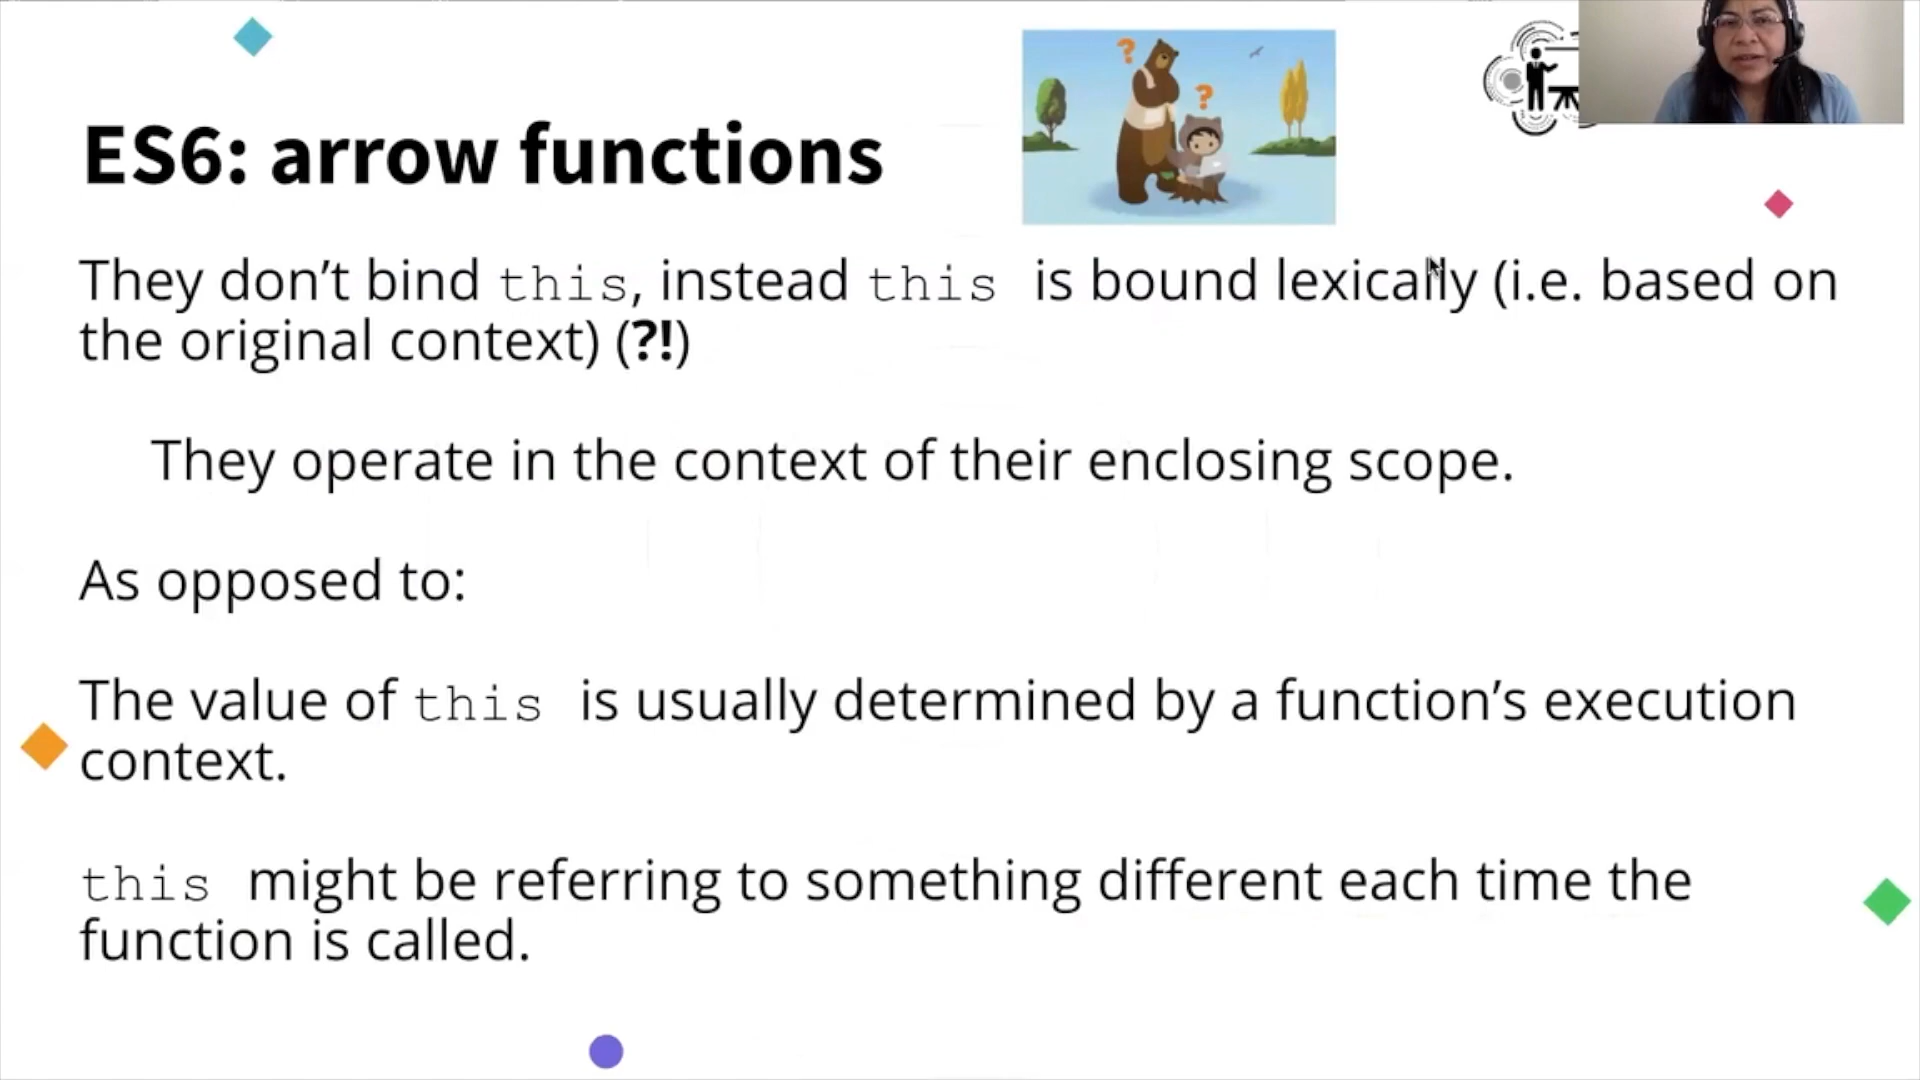 ES6: arrow functions
They don’t bind this, instead this is bound lexically (i.e. based on
the original context) (?!)
They operate in the context of their enclosing scope.
As opposed to:
The value of this is usually determined by a function’s execution
context.
this might be referring to something different each time the
function is called.